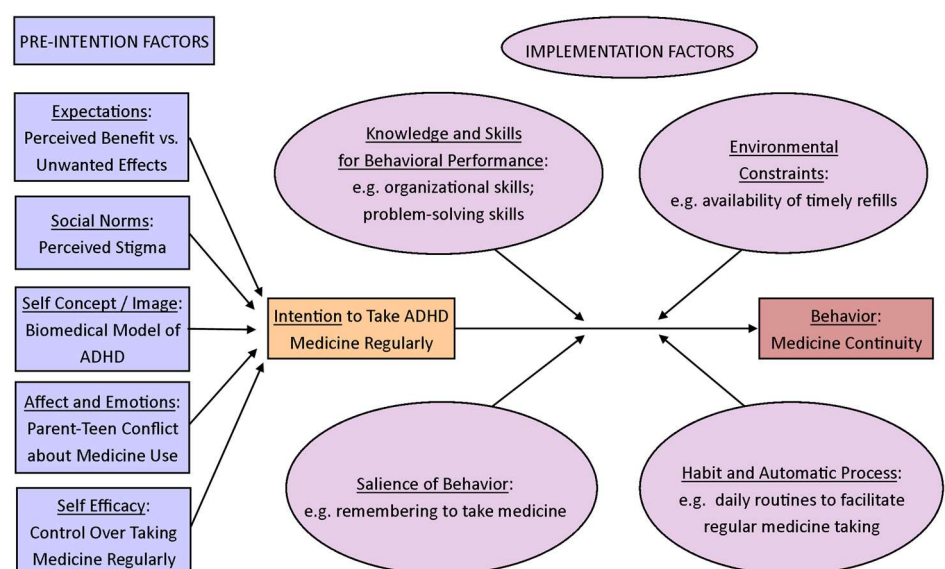 PRE-INTENTION FACTORS
IMPLEMENTATION FACTORS
Expectations:
Perceived Benefit vs.
Unwanted Effects
Social Norms:
Perceived Stigma
Self Concept / Image:
Biomedical Model of
ADHD
Affect and Emotions:
Parent-Teen Conflict
about Medicine Use
Self Efficacy:
Control Over Taking
Medicine Regularly
Knowledge and Skills
for Behavioral Performance:
e.g. organizational skills;
problem-solving skills
Environmental
Constraints:
e.g. availability of timely refills
Intention to Take ADHD
Medicine Regularly
Behavior:
Medicine Continuity
Salience of Behavior:
e.g. remembering to take medicine
Habit and Automatic Process:
e.g. daily routines to facilitate
regular medicine taking